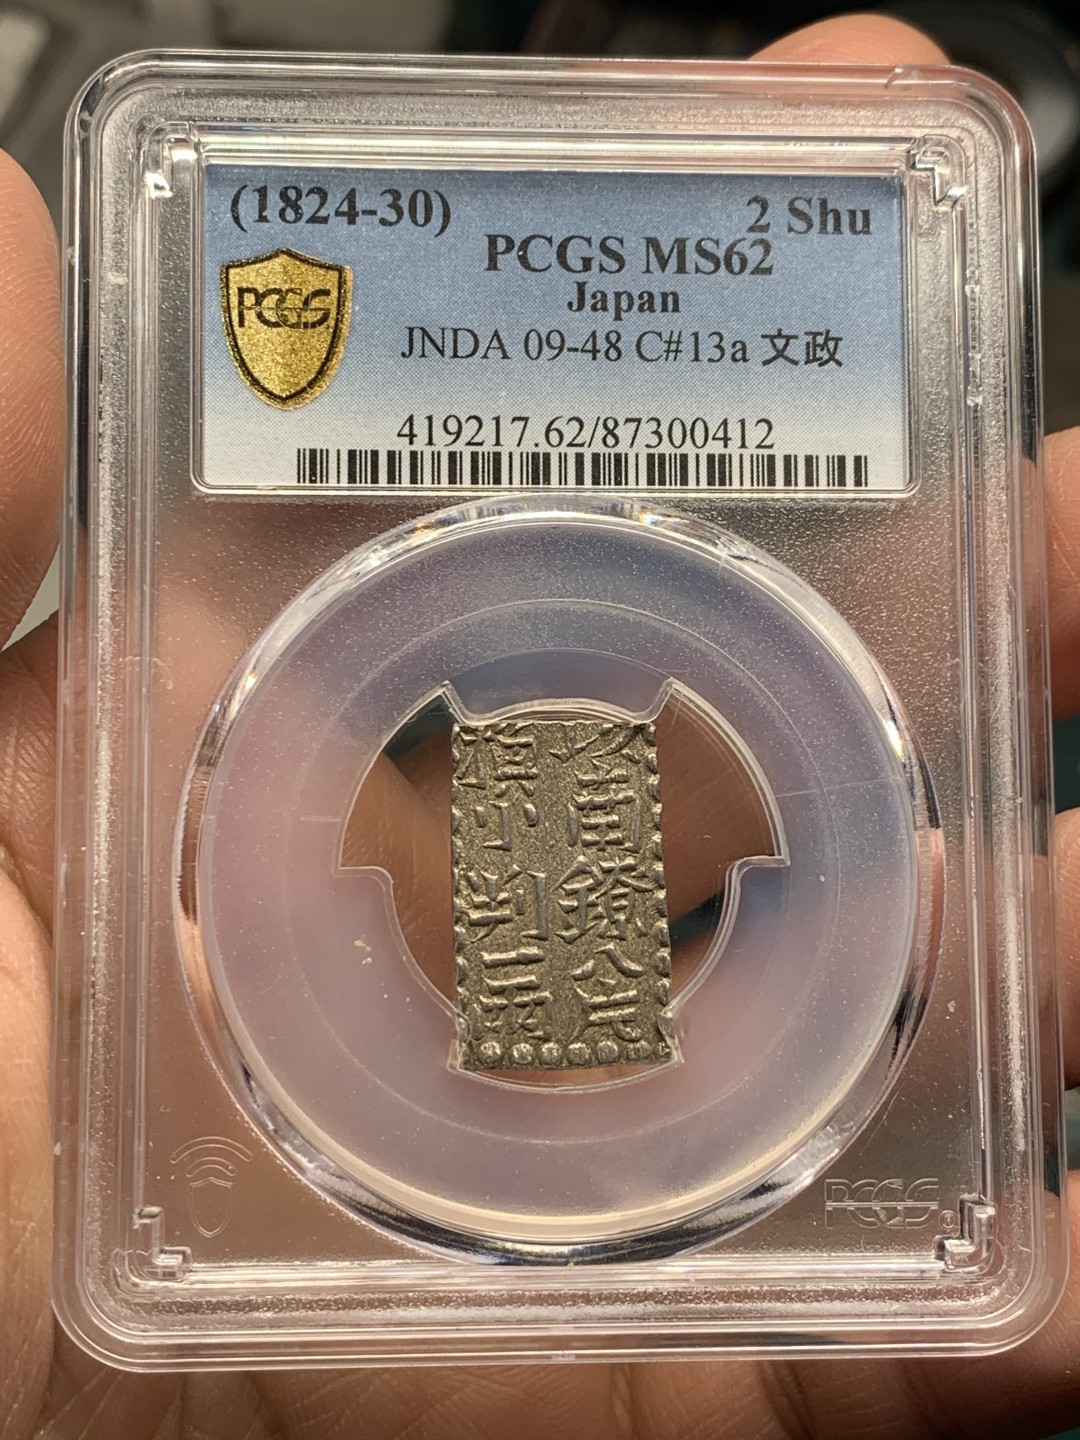 (1824-30) 2 Shu
PCGS MS62
Japan
JNDA 09-48 C#13a 文政
PCGS
419217.62/87300412
以南鐐八片
換小判一兩
PCGS